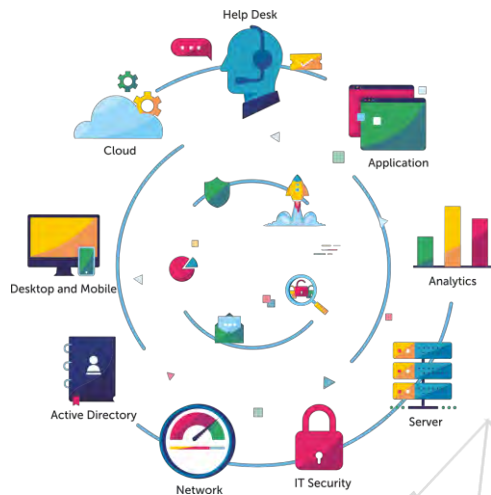 Help Desk
Cloud
Application
Desktop and Mobile
Analytics
Active Directory
Server
Network
IT Security